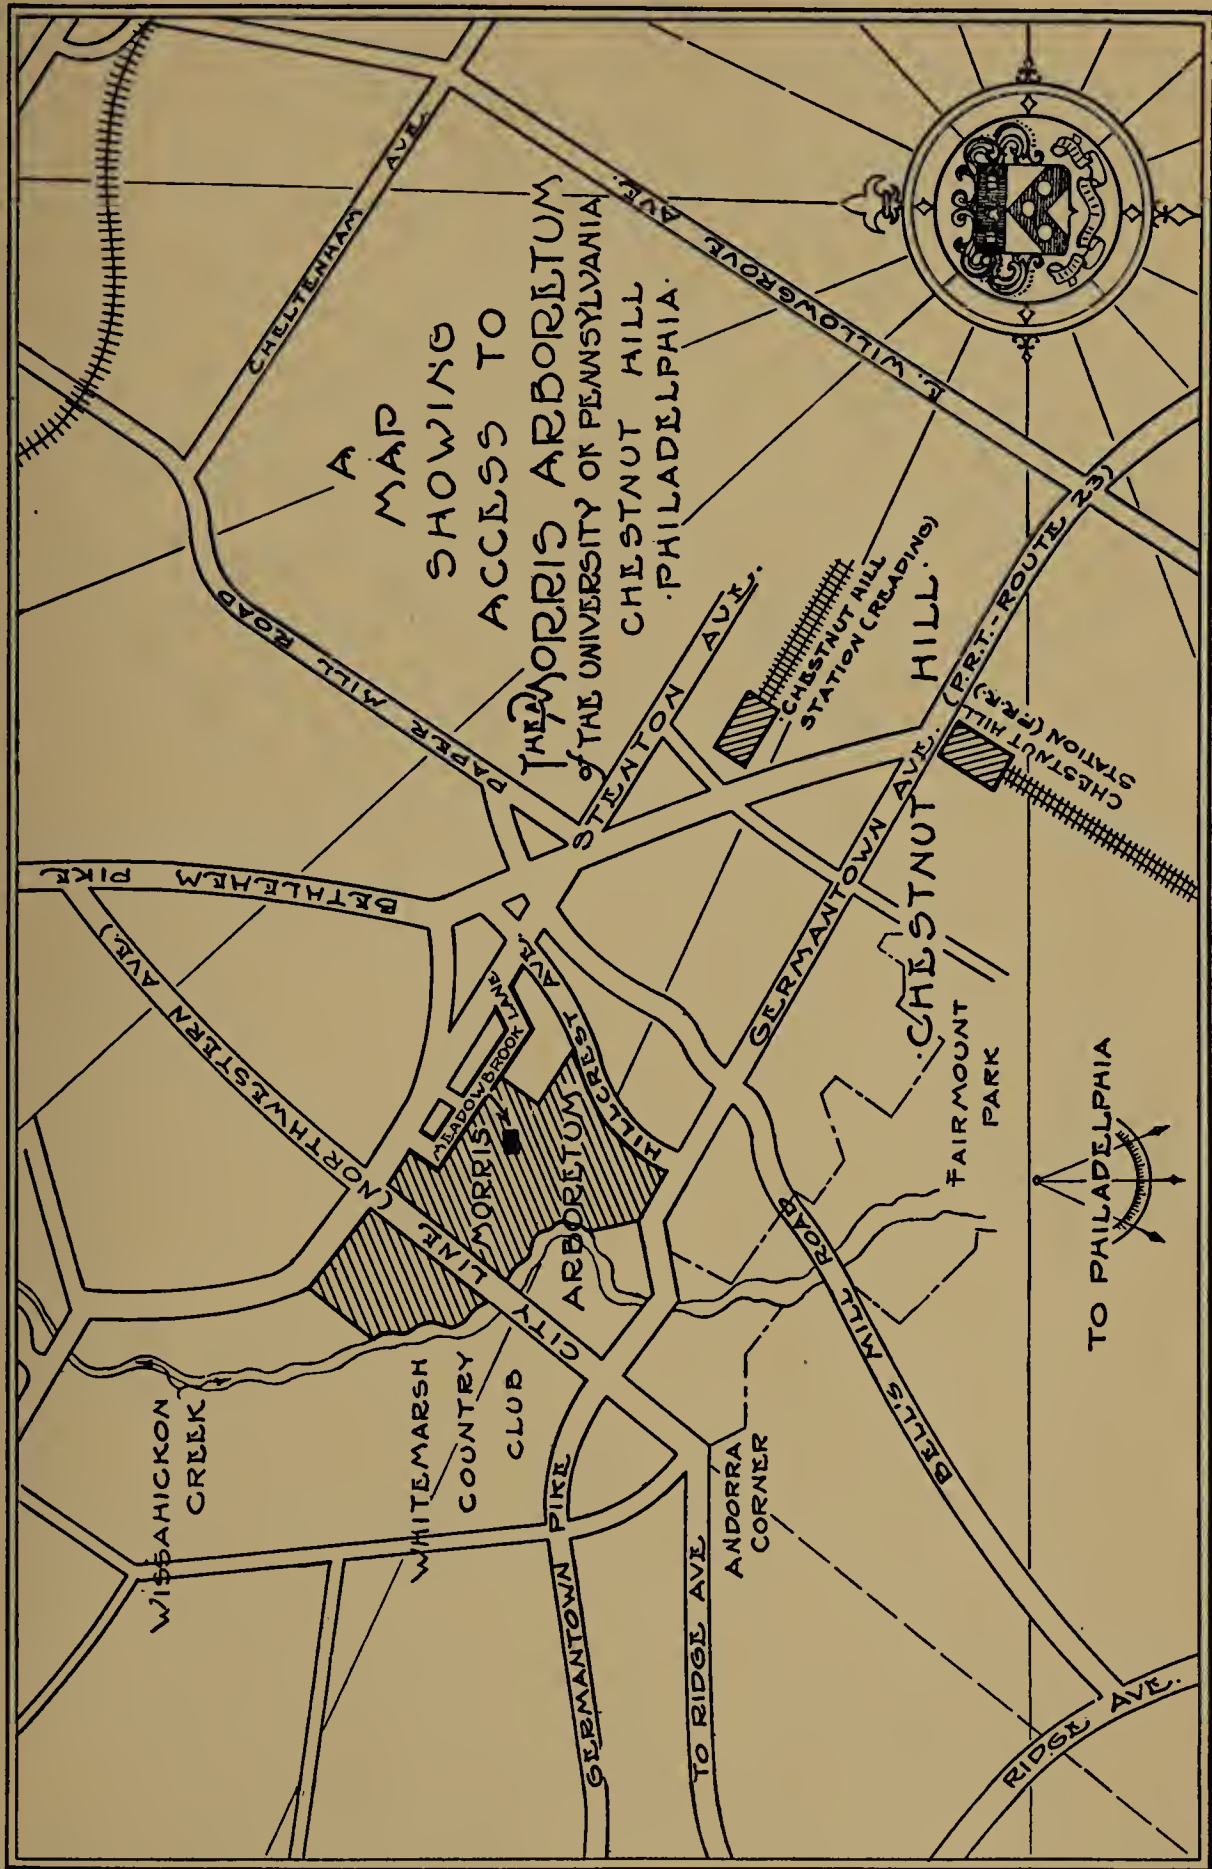 A
MAP
SHOWING
ACCESS TO
THE MORRIS ARBORETUM
of THE UNIVERSITY OF PENNSYLVANIA
CHESTNUT HILL
.PHILADELPHIA.
CHELTENHAM AVE.
E. WILLOWGROVE AVE.
PAPER MILL ROAD
STENTON AVE.
.CHESTNUT HILL
STATION (READING)
BETHLEHEM PIKE
(NORTHWESTERN AVE.)
CITY LINE
MEADOWBROOK LANE
HILLCREST AVE.
MORRIS
ARBORETUM
GERMANTOWN AVE. (P.R.T.-ROUTE 23)
.CHESTNUT HILL.
CHESTNUT HILL
STATION (P.R.R.)
WISSAHICKON
CREEK
WHITEMARSH
COUNTRY
CLUB
GERMANTOWN PIKE
TO RIDGE AVE
ANDORRA
CORNER
BELL'S MILL ROAD
FAIRMOUNT
PARK
RIDGE AVE.
TO PHILADELPHIA